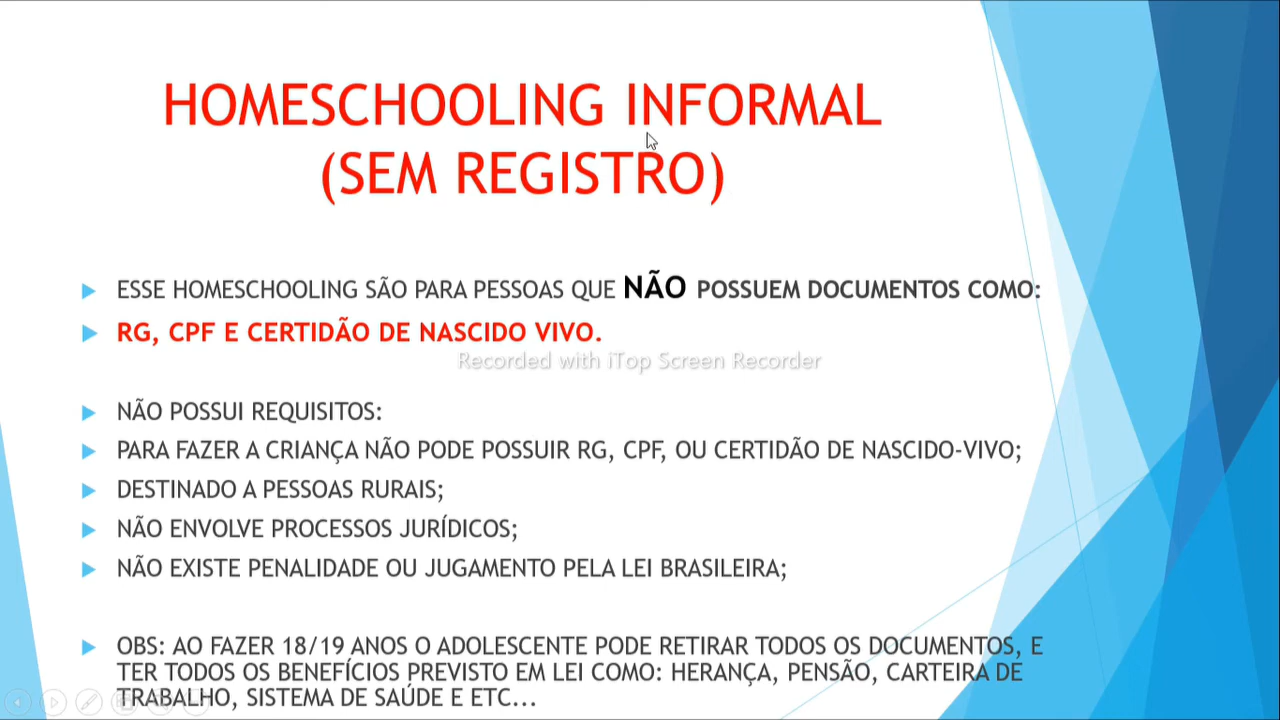 HOMESCHOOLING INFORMAL
(SEM REGISTRO)
ESSE HOMESCHOOLING SÃO PARA PESSOAS QUE NÃO POSSUEM DOCUMENTOS COMO:
RG, CPF E CERTIDÃO DE NASCIDO VIVO.
Recorded with iTop Screen Recorder
NÃO POSSUI REQUISITOS:
PARA FAZER A CRIANÇA NÃO PODE POSSUIR RG, CPF, OU CERTIDÃO DE NASCIDO-VIVO;
DESTINADO A PESSOAS RURAIS;
NÃO ENVOLVE PROCESSOS JURÍDICOS;
NÃO EXISTE PENALIDADE OU JUGAMENTO PELA LEI BRASILEIRA;
OBS: AO FAZER 18/19 ANOS O ADOLESCENTE PODE RETIRAR TODOS OS DOCUMENTOS, E
TER TODOS OS BENEFÍCIOS PREVISTO EM LEI COMO: HERANÇA, PENSÃO, CARTEIRA DE
TRABALHO, SISTEMA DE SAÚDE E ETC...